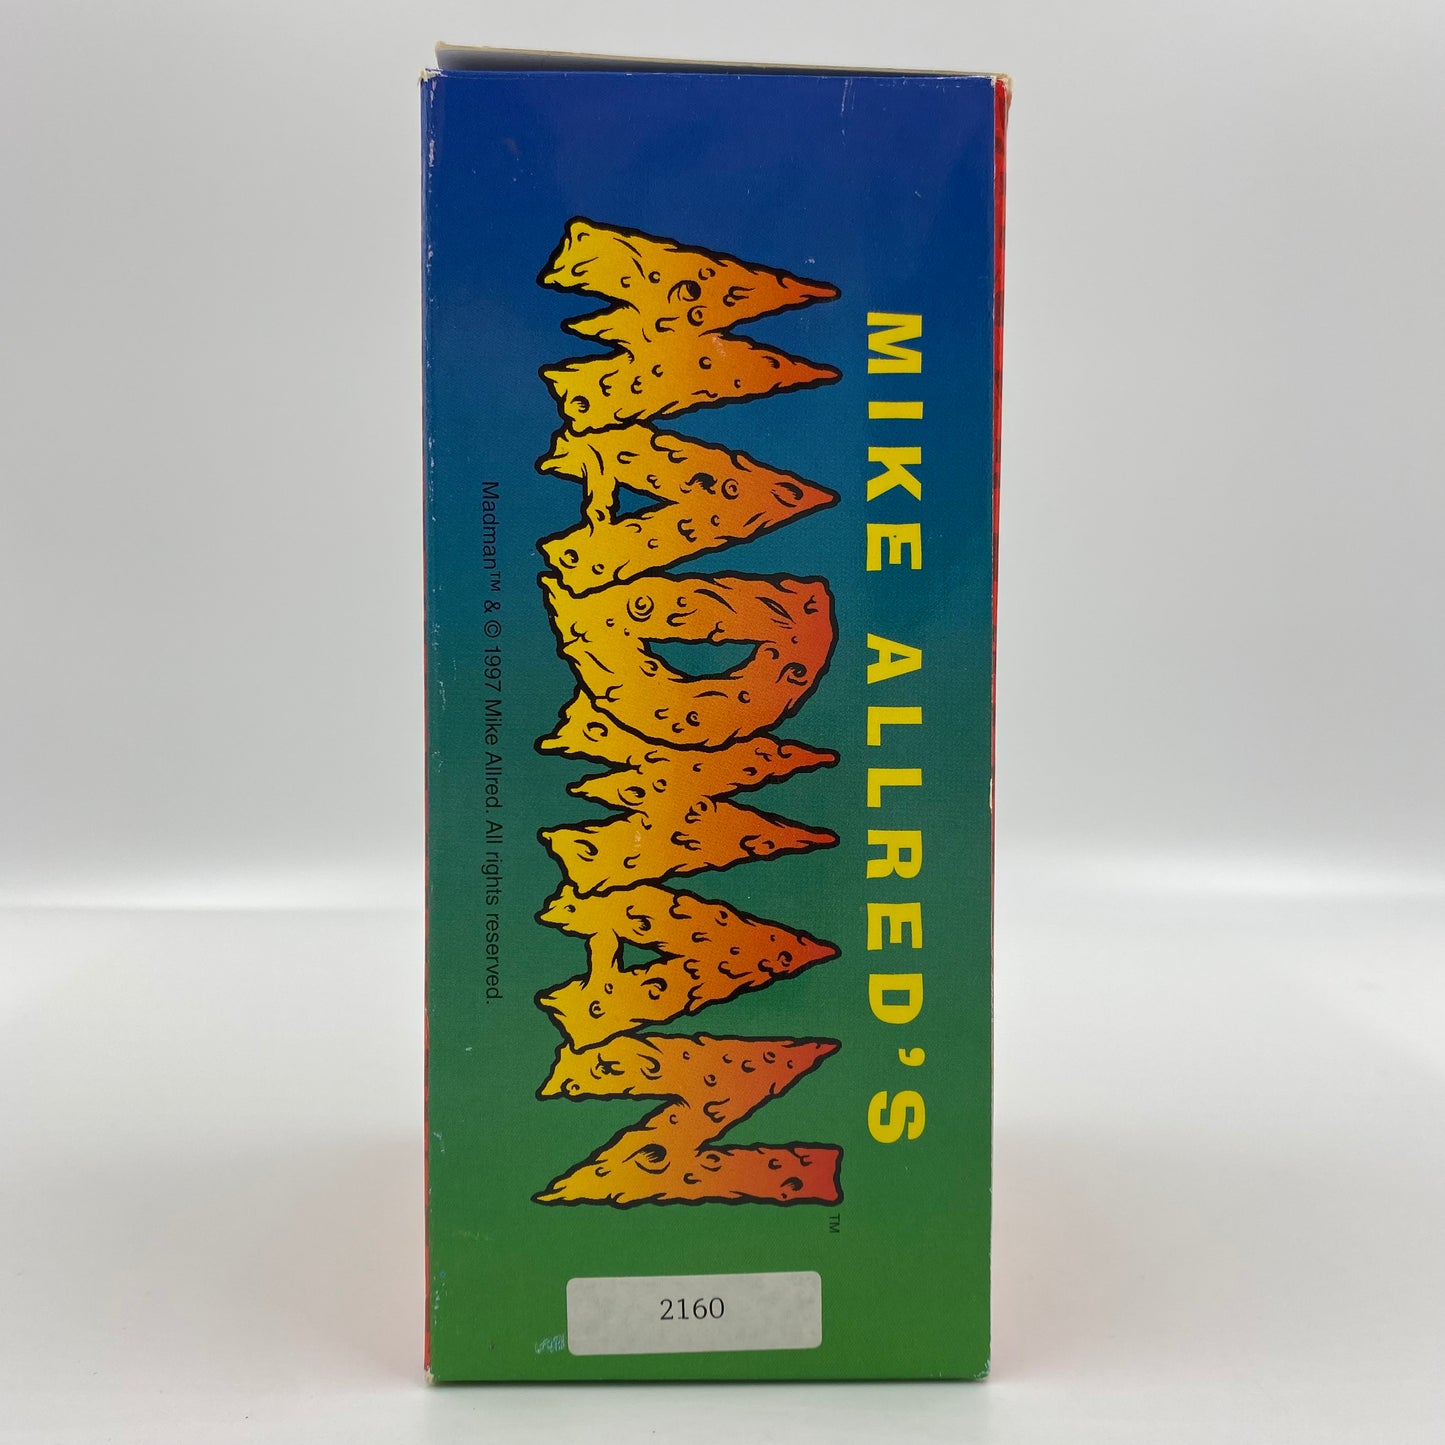 MIKE ALLRED'S
MADMAN™
Madman™ & © 1997 Mike Allred. All rights reserved.
2160